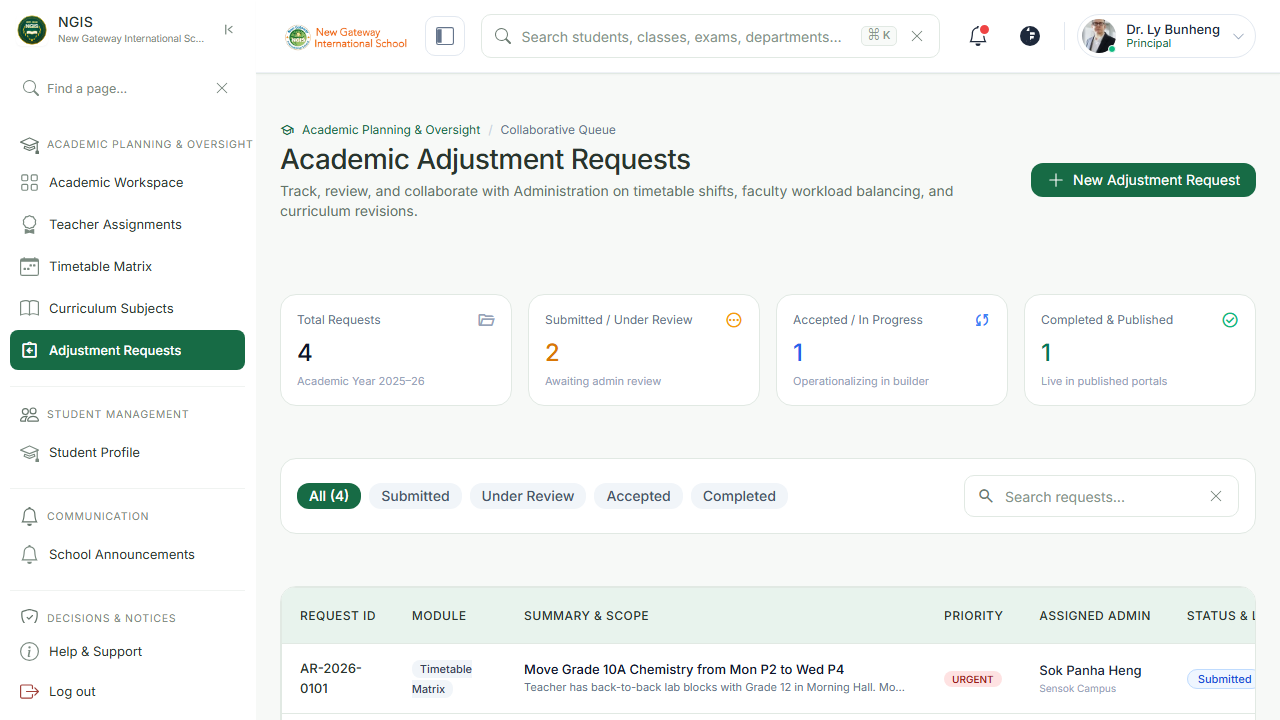 NGIS
New Gateway International Sc...
Find a page...
ACADEMIC PLANNING & OVERSIGHT
Academic Workspace
Teacher Assignments
Timetable Matrix
Curriculum Subjects
Adjustment Requests
STUDENT MANAGEMENT
Student Profile
COMMUNICATION
School Announcements
DECISIONS & NOTICES
Help & Support
Log out
New Gateway
International School
Search students, classes, exams, departments...
⌘ K
Dr. Ly Bunheng
Principal
Academic Planning & Oversight / Collaborative Queue
Academic Adjustment Requests
Track, review, and collaborate with Administration on timetable shifts, faculty workload balancing, and
curriculum revisions.
New Adjustment Request
Total Requests
4
Academic Year 2025–26
Submitted / Under Review
2
Awaiting admin review
Accepted / In Progress
1
Operationalizing in builder
Completed & Published
1
Live in published portals
All (4)
Submitted
Under Review
Accepted
Completed
Search requests...
REQUEST ID
MODULE
SUMMARY & SCOPE
PRIORITY
ASSIGNED ADMIN
STATUS & L
AR-2026-
0101
Timetable
Matrix
Move Grade 10A Chemistry from Mon P2 to Wed P4
Teacher has back-to-back lab blocks with Grade 12 in Morning Hall. Mo...
URGENT
Sok Panha Heng
Sensok Campus
Submitted